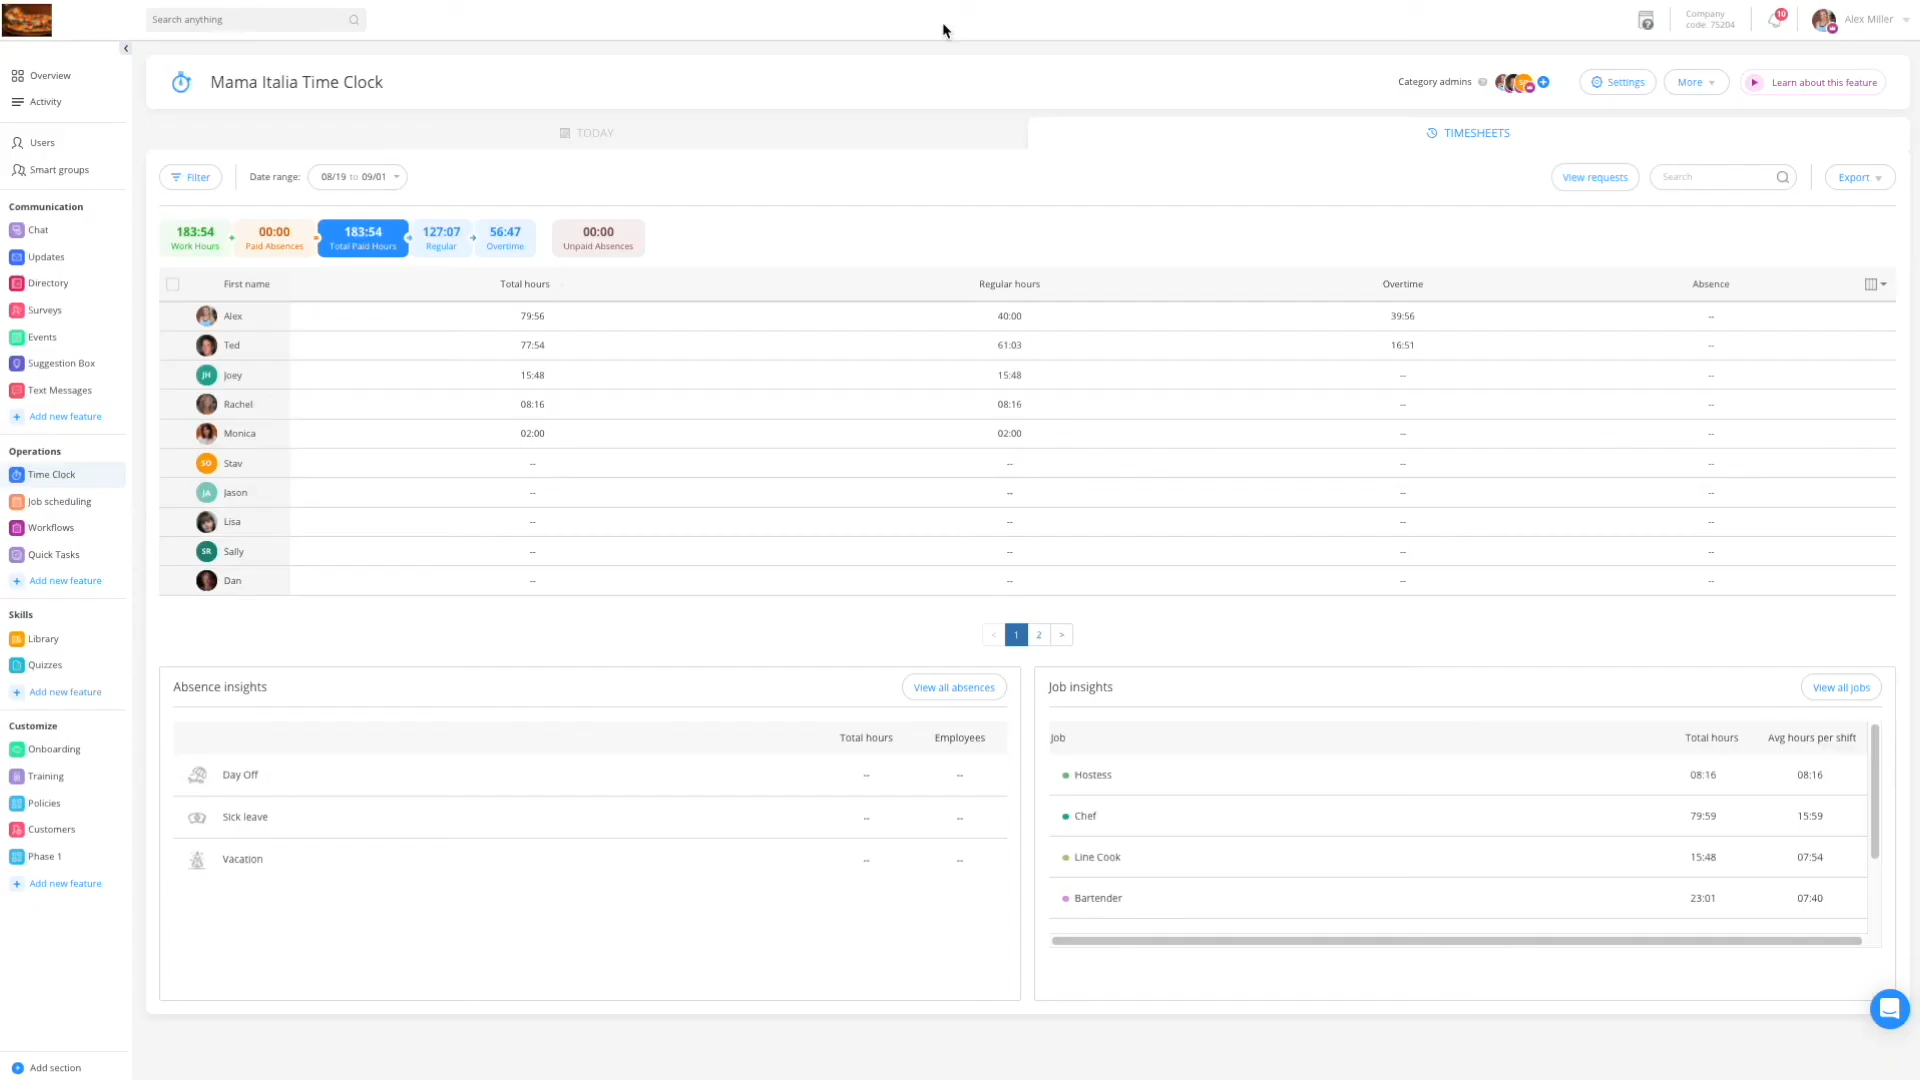 Search anything
Company
code: 75204
10
Alex Miller
Overview
Activity
Users
Smart groups
Communication
Chat
Updates
Directory
Surveys
Events
Suggestion Box
Text Messages
Add new feature
Operations
Time Clock
Job scheduling
Workflows
Quick Tasks
Add new feature
Skills
Library
Quizzes
Add new feature
Customize
Onboarding
Training
Policies
Customers
Phase 1
Add new feature
Add section
Mama Italia Time Clock
Category admins
Settings
More
Learn about this feature
TODAY
TIMESHEETS
Filter
Date range:
08/19 to 09/01
View requests
Search
Export
183:54
Work Hours
+
00:00
Paid Absences
=
183:54
Total Paid Hours
127:07
Regular
+
56:47
Overtime
00:00
Unpaid Absences
First name Total hours Regular hours Overtime Absence
Alex 79:56 40:00 39:56 --
Ted 77:54 61:03 16:51 --
JH Joey 15:48 15:48 -- --
Rachel 08:16 08:16 -- --
Monica 02:00 02:00 -- --
SO Stav -- -- -- --
JA Jason -- -- -- --
Lisa -- -- -- --
SR Sally -- -- -- --
Dan -- -- -- --
< 1 2 >
Absence insights
View all absences
Total hours Employees
Day Off -- --
Sick leave -- --
Vacation -- --
Job insights
View all jobs
Job Total hours Avg hours per shift
Hostess 08:16 08:16
Chef 79:59 15:59
Line Cook 15:48 07:54
Bartender 23:01 07:40